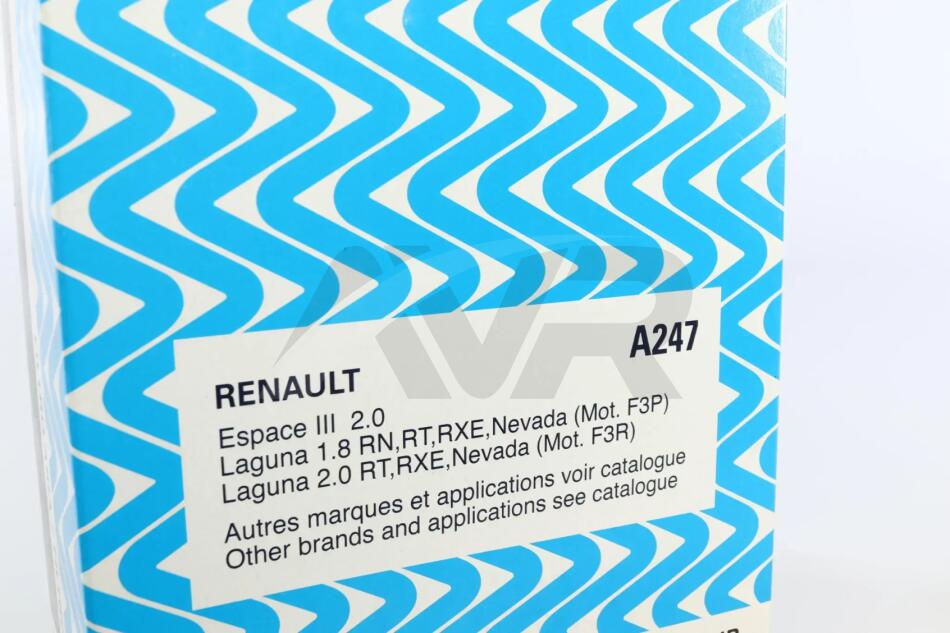 AVR
A247
RENAULT
Espace III 2.0
Laguna 1.8 RN,RT,RXE,Nevada (Mot. F3P)
Laguna 2.0 RT,RXE,Nevada (Mot. F3R)
Autres marques et applications voir catalogue
Other brands and applications see catalogue